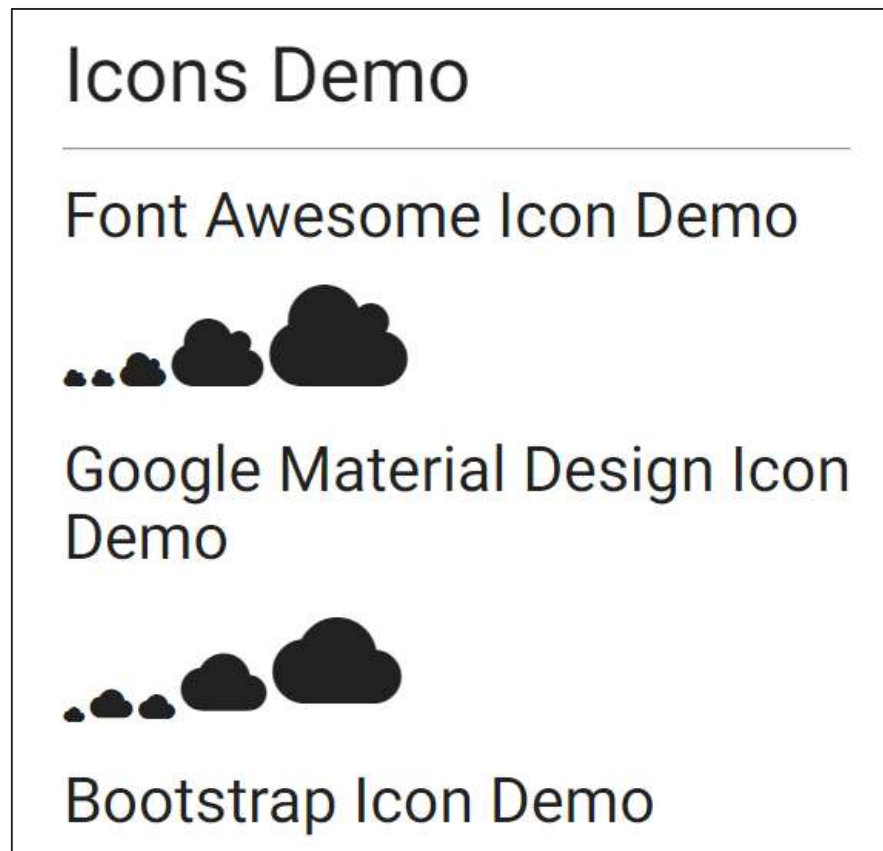 Icons Demo
Font Awesome Icon Demo
Google Material Design Icon
Demo
Bootstrap Icon Demo